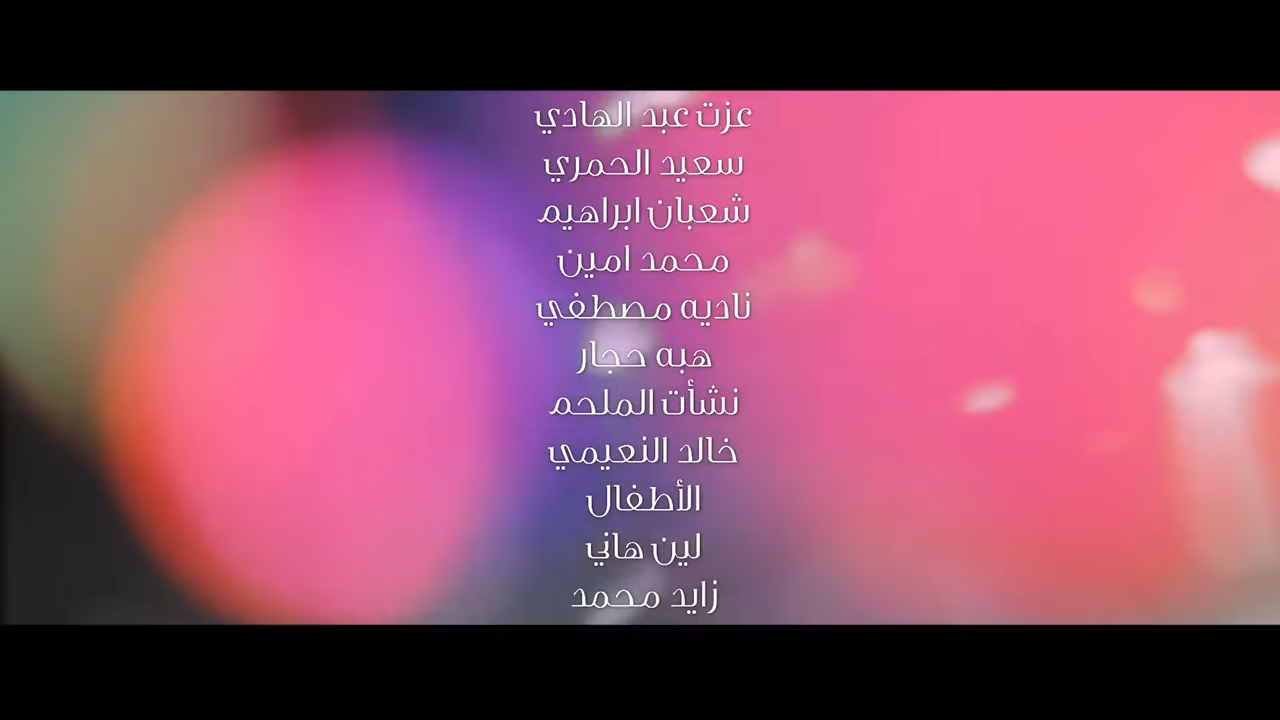 عزت عبد الهادي
سعيد الحمري
شعبان ابراهيم
محمد امين
ناديه مصطفي
هبه حجار
نشأت الملحم
خالد النعيمي
الأطفال
لين هاني
زايد محمد